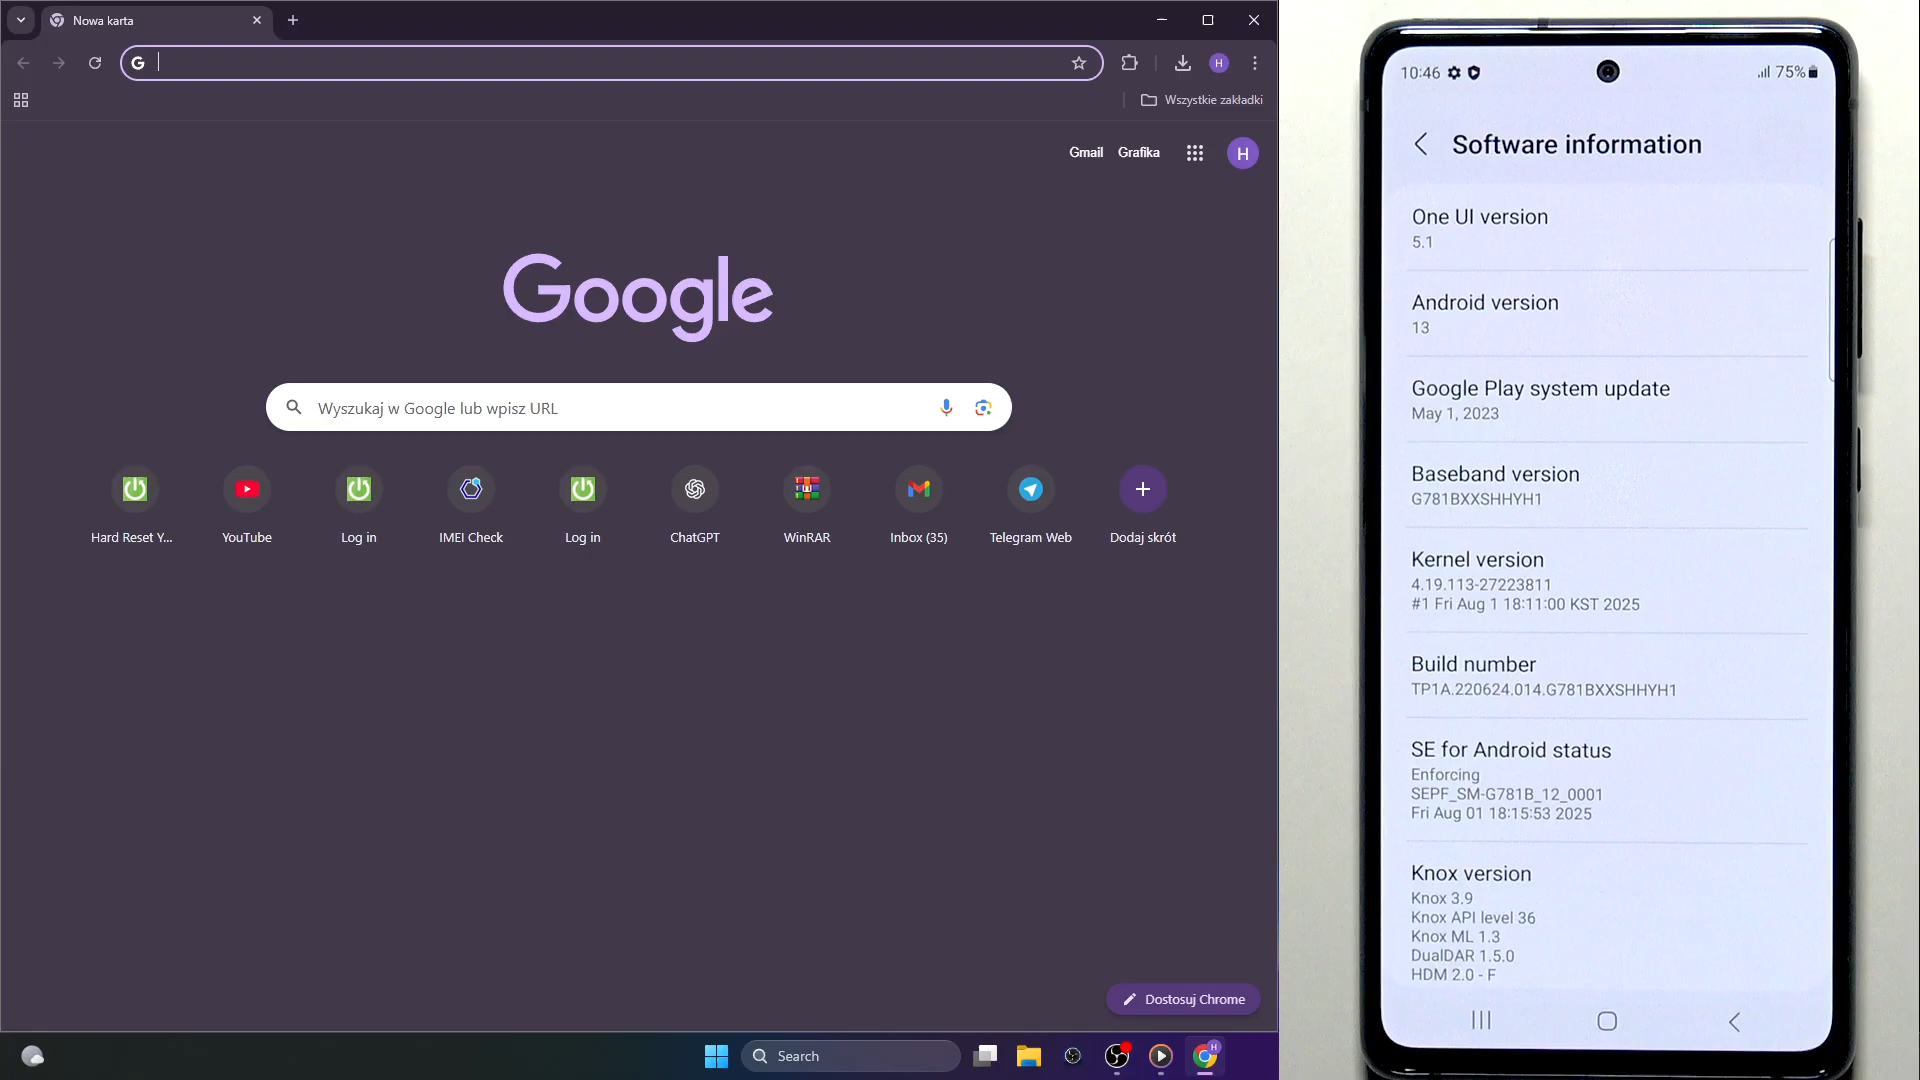 Nowa karta
Wszystkie zakładki
Gmail
Grafika
H
Google
Wyszukaj w Google lub wpisz URL
Hard Reset Y...
YouTube
Log in
IMEI Check
Log in
ChatGPT
WinRAR
Inbox (35)
Telegram Web
Dodaj skrót
Dostosuj Chrome
Search
10:46
75%
Software information
One UI version
5.1
Android version
13
Google Play system update
May 1, 2023
Baseband version
G781BXXSHHYH1
Kernel version
4.19.113-27223811
#1 Fri Aug 1 18:11:00 KST 2025
Build number
TP1A.220624.014.G781BXXSHHYH1
SE for Android status
Enforcing
SEPF_SM-G781B_12_0001
Fri Aug 01 18:15:53 2025
Knox version
Knox 3.9
Knox API level 36
Knox ML 1.3
DualDAR 1.5.0
HDM 2.0 - F